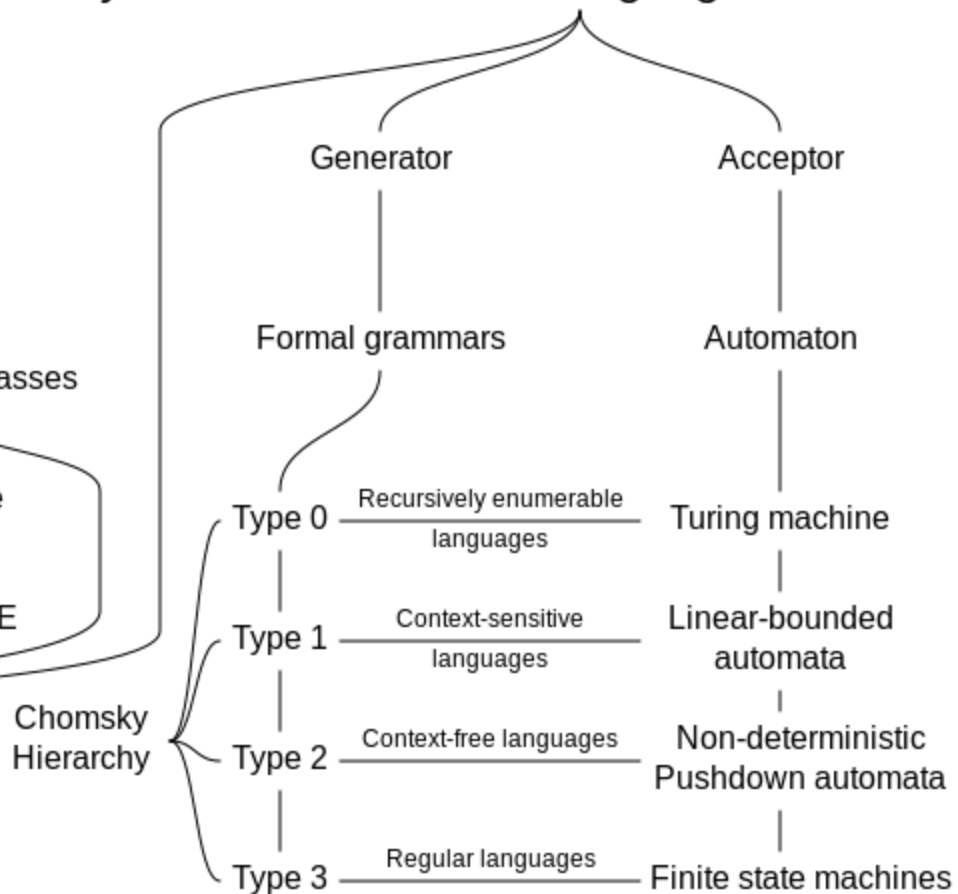 Generator
Acceptor
Formal grammars
Automaton
asses
e
E
Type 0
Recursively enumerable
languages
Turing machine
Type 1
Context-sensitive
languages
Linear-bounded
automata
Chomsky
Hierarchy
Type 2
Context-free languages
Non-deterministic
Pushdown automata
Type 3
Regular languages
Finite state machines